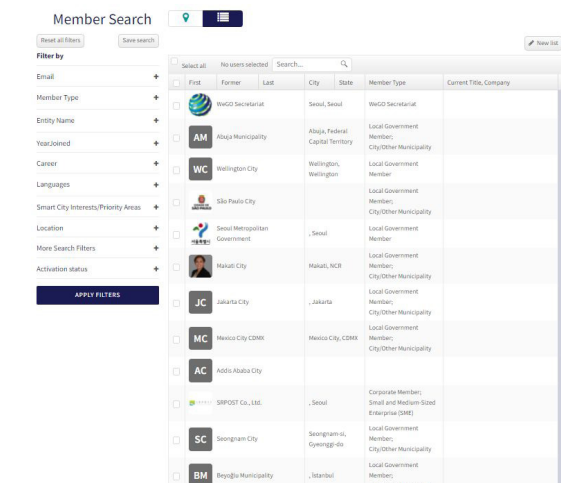 Member Search
Reset all filters
Save search
Filter by
Email +
Member Type +
Entity Name +
YearJoined +
Career +
Languages +
Smart City Interests/Priority Areas +
Location +
More Search Filters +
Activation status +
APPLY FILTERS
New list
Select all No users selected Search...
First Former Last City State Member Type Current Title, Company
WeGO Secretariat Seoul, Seoul WeGO Secretariat
Local Government
AM Abuja Municipality Abuja, Federal Member;
Capital Territory City/Other Municipality
WC Wellington City Wellington, Local Government
Wellington Member
Local Government
São Paulo City Member;
City/Other Municipality
Seoul Metropolitan Local Government
Government , Seoul Member
서울특별시
Local Government
Makati City Makati, NCR Member;
City/Other Municipality
Local Government
JC Jakarta City , Jakarta Member;
City/Other Municipality
Local Government
MC Mexico City CDMX Mexico City, CDMX Member;
City/Other Municipality
AC Addis Ababa City
Corporate Member;
SRPOST Co., Ltd. , Seoul Small and Medium-Sized
Enterprise (SME)
Local Government
SC Seongnam City Seongnam-si, Member;
Gyeonggi-do City/Other Municipality
Local Government
BM Beyoğlu Municipality , İstanbul Member;